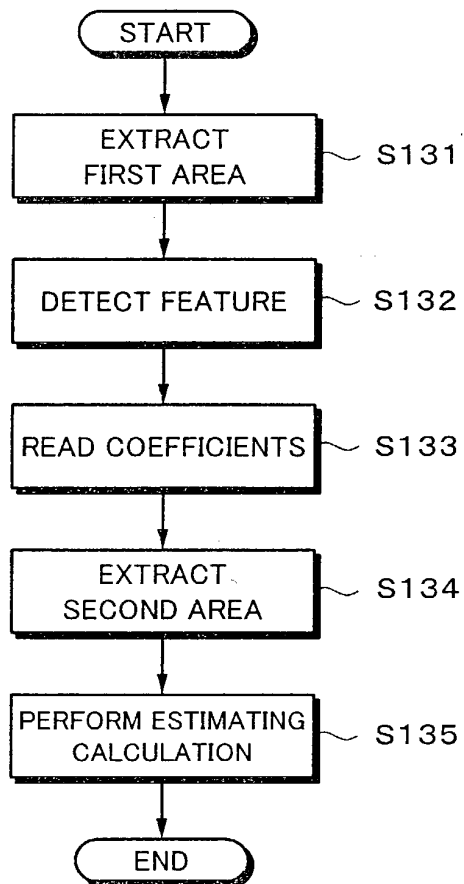 START
EXTRACT
FIRST AREA
S131
DETECT FEATURE
S132
READ COEFFICIENTS
S133
EXTRACT
SECOND AREA
S134
PERFORM ESTIMATING
CALCULATION
S135
END